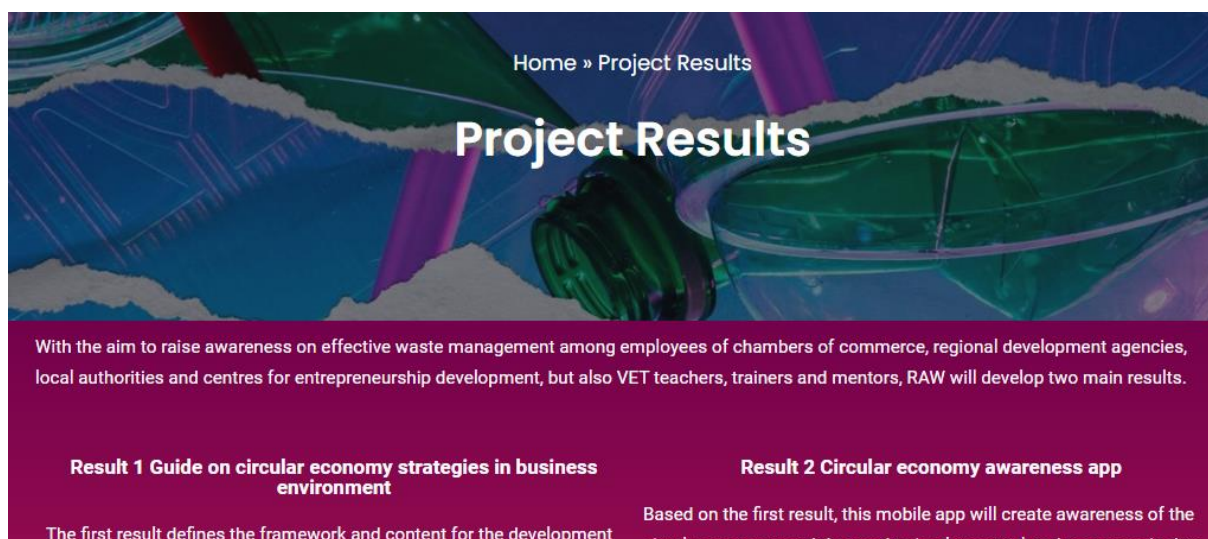 Home » Project Results
Project Results
With the aim to raise awareness on effective waste management among employees of chambers of commerce, regional development agencies,
local authorities and centres for entrepreneurship development, but also VET teachers, trainers and mentors, RAW will develop two main results.
Result 1 Guide on circular economy strategies in business
environment
The first result defines the framework and content for the development
Result 2 Circular economy awareness app
Based on the first result, this mobile app will create awareness of the